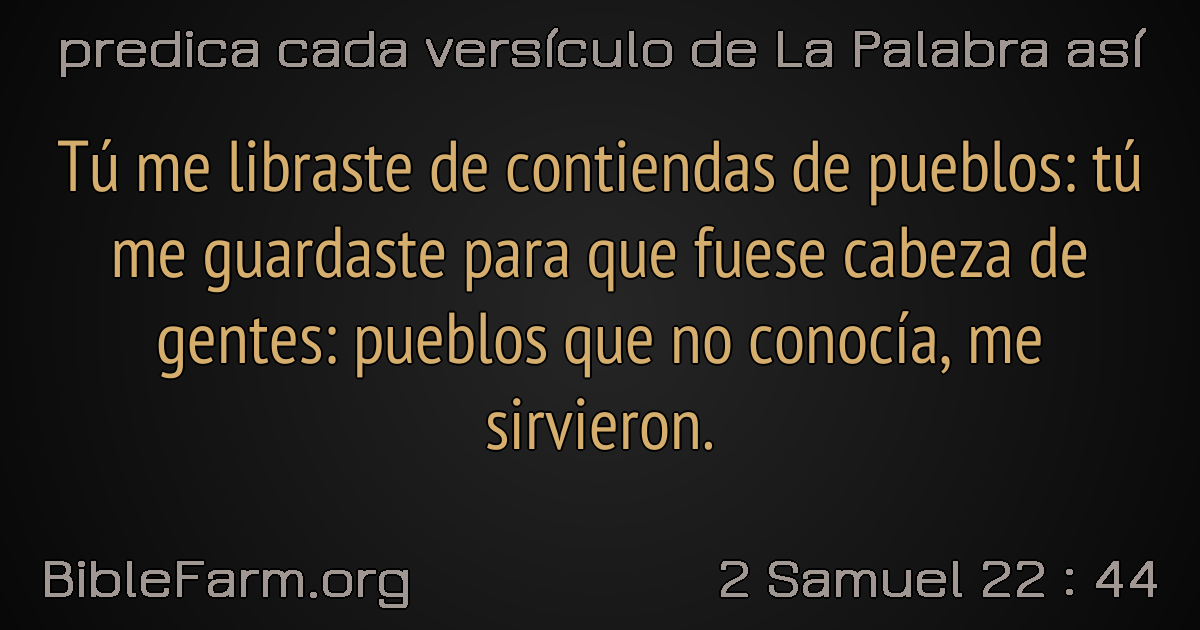 predica cada versículo de La Palabra así
Tú me libraste de contiendas de pueblos: tú
me guardaste para que fuese cabeza de
gentes: pueblos que no conocía, me
sirvieron.
BibleFarm.org
2 Samuel 22 : 44